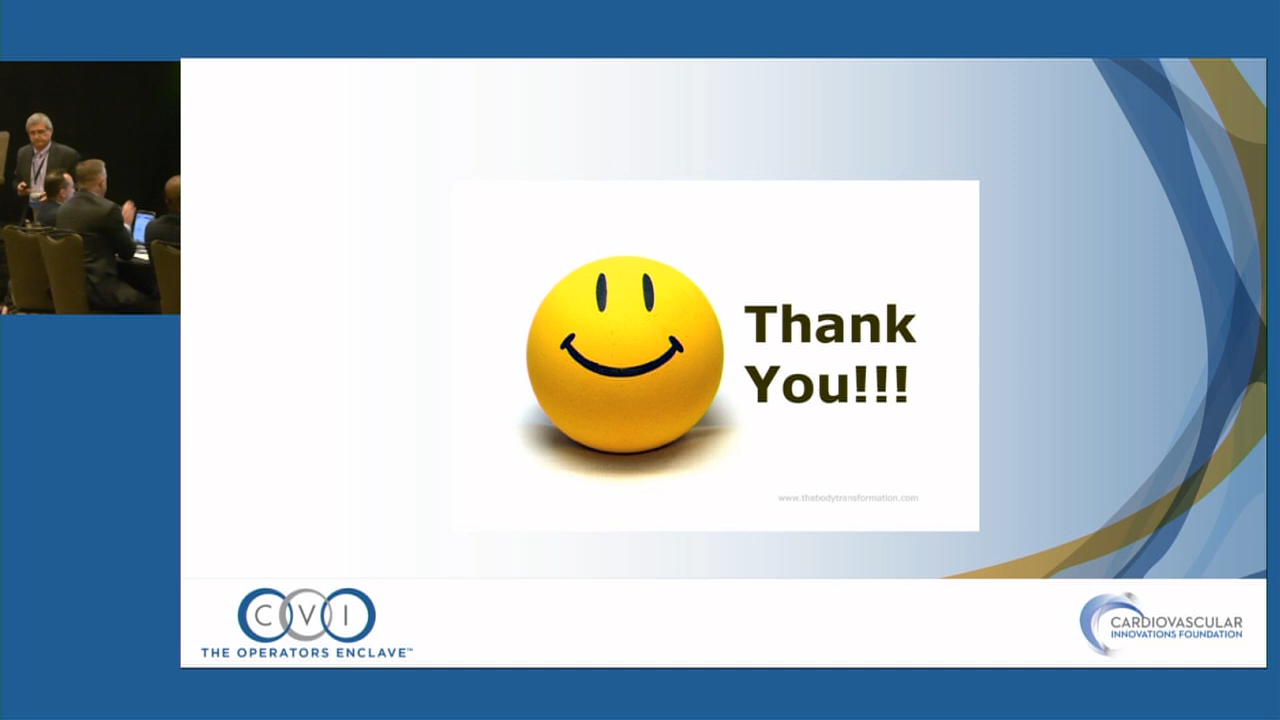 Thank
You!!!
www.thebodytransformation.com
CVI
THE OPERATORS ENCLAVE™
CARDIOVASCULAR
INNOVATIONS FOUNDATION